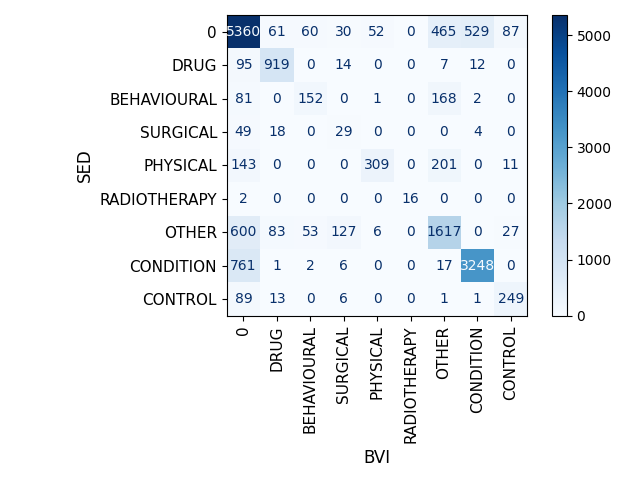 0 5360 61 60 30 52 0 465 529 87
DRUG 95 919 0 14 0 0 7 12 0
BEHAVIOURAL 81 0 152 0 1 0 168 2 0
SURGICAL 49 18 0 29 0 0 0 4 0
PHYSICAL 143 0 0 0 309 0 201 0 11
RADIOTHERAPY 2 0 0 0 0 16 0 0 0
OTHER 600 83 53 127 6 0 1617 0 27
CONDITION 761 1 2 6 0 0 17 3248 0
CONTROL 89 13 0 6 0 0 1 1 249
SED
0 DRUG BEHAVIOURAL SURGICAL PHYSICAL RADIOTHERAPY OTHER CONDITION CONTROL
BVI
5000
4000
3000
2000
1000
0